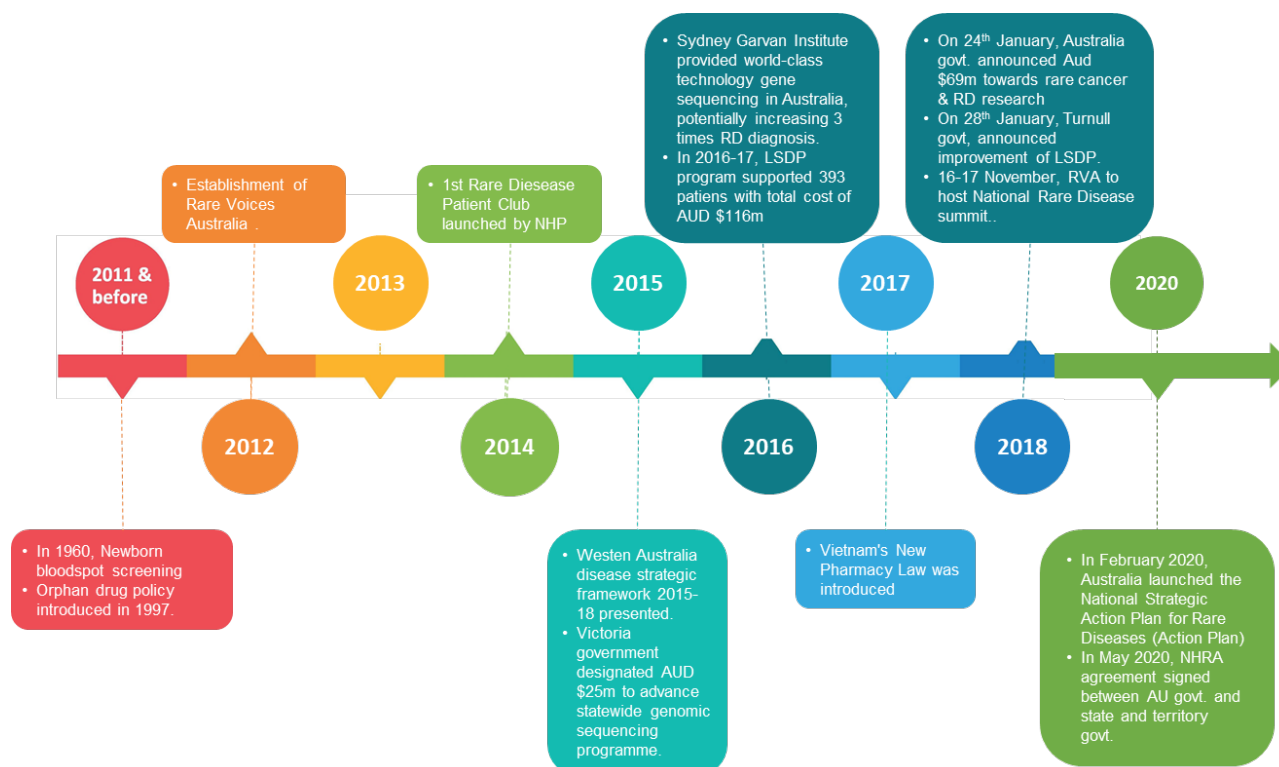 2011 &
before
• In 1960, Newborn
bloodspot screening
• Orphan drug policy
introduced in 1997.
• Establishment of
Rare Voices
Australia .
2012
2013
• 1st Rare Diesease
Patient Club
launched by NHP
2014
2015
• Westen Australia
disease strategic
framework 2015-
18 presented.
• Victoria
government
designated AUD
$25m to advance
statewide genomic
sequencing
programme.
• Sydney Garvan Institute
provided world-class
technology gene
sequencing in Australia,
potentially increasing 3
times RD diagnosis.
• In 2016-17, LSDP
program supported 393
patiens with total cost of
AUD $116m
2016
2017
• Vietnam's New
Pharmacy Law was
introduced
• On 24th January, Australia
govt. announced Aud
$69m towards rare cancer
& RD research
• On 28th January, Turnull
govt, announced
improvement of LSDP.
• 16-17 November, RVA to
host National Rare Disease
summit..
2018
2020
• In February 2020,
Australia launched the
National Strategic
Action Plan for Rare
Diseases (Action Plan)
• In May 2020, NHRA
agreement signed
between AU govt. and
state and territory
govt.